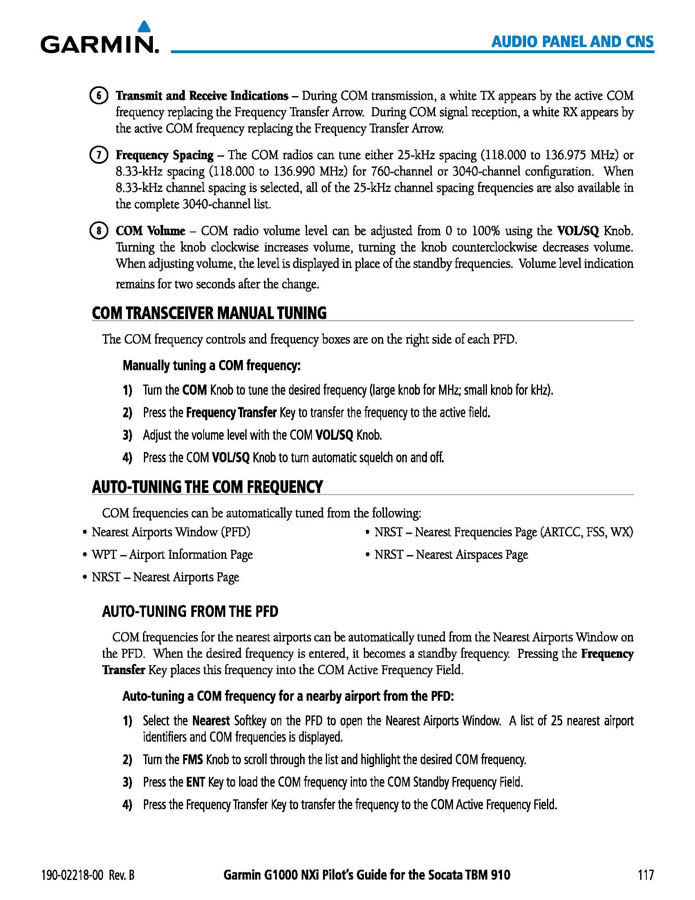 GARMIN.
AUDIO PANEL AND CNS
6 Transmit and Receive Indications – During COM transmission, a white TX appears by the active COM
frequency replacing the Frequency Transfer Arrow. During COM signal reception, a white RX appears by
the active COM frequency replacing the Frequency Transfer Arrow.
7 Frequency Spacing – The COM radios can tune either 25-kHz spacing (118.000 to 136.975 MHz) or
8.33-kHz spacing (118.000 to 136.990 MHz) for 760-channel or 3040-channel configuration. When
8.33-kHz channel spacing is selected, all of the 25-kHz channel spacing frequencies are also available in
the complete 3040-channel list.
8 COM Volume – COM radio volume level can be adjusted from 0 to 100% using the VOL/SQ Knob.
Turning the knob clockwise increases volume, turning the knob counterclockwise decreases volume.
When adjusting volume, the level is displayed in place of the standby frequencies. Volume level indication
remains for two seconds after the change.
COM TRANSCEIVER MANUAL TUNING
The COM frequency controls and frequency boxes are on the right side of each PFD.
Manually tuning a COM frequency:
1) Turn the COM Knob to tune the desired frequency (large knob for MHz; small knob for kHz).
2) Press the Frequency Transfer Key to transfer the frequency to the active field.
3) Adjust the volume level with the COM VOL/SQ Knob.
4) Press the COM VOL/SQ Knob to turn automatic squelch on and off.
AUTO-TUNING THE COM FREQUENCY
COM frequencies can be automatically tuned from the following:
• Nearest Airports Window (PFD)
• WPT – Airport Information Page
• NRST – Nearest Airports Page
• NRST – Nearest Frequencies Page (ARTCC, FSS, WX)
• NRST – Nearest Airspaces Page
AUTO-TUNING FROM THE PFD
COM frequencies for the nearest airports can be automatically tuned from the Nearest Airports Window on
the PFD. When the desired frequency is entered, it becomes a standby frequency. Pressing the Frequency
Transfer Key places this frequency into the COM Active Frequency Field.
Auto-tuning a COM frequency for a nearby airport from the PFD:
1) Select the Nearest Softkey on the PFD to open the Nearest Airports Window. A list of 25 nearest airport
identifiers and COM frequencies is displayed.
2) Turn the FMS Knob to scroll through the list and highlight the desired COM frequency.
3) Press the ENT Key to load the COM frequency into the COM Standby Frequency Field.
4) Press the Frequency Transfer Key to transfer the frequency to the COM Active Frequency Field.
190-02218-00 Rev. B
Garmin G1000 NXi Pilot's Guide for the Socata TBM 910
117